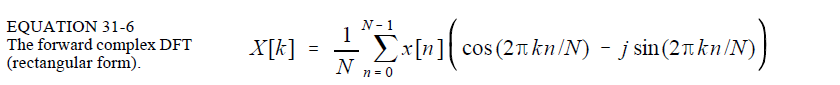 EQUATION 31-6
The forward complex DFT
(rectangular form).
X[k] = 1/N N-1 ∑ n=0 x[n] ( cos(2πkn/N) - j sin(2πkn/N) )